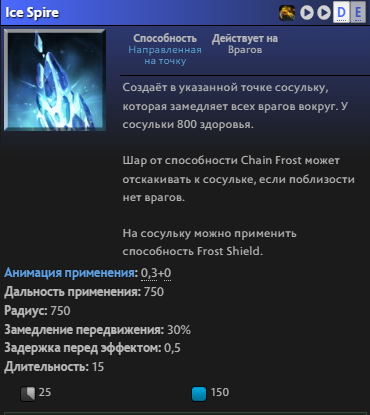 Ice Spire
D E
Способность
Направленная
на точку
Действует на
Врагов
Создаёт в указанной точке сосульку,
которая замедляет всех врагов вокруг. У
сосульки 800 здоровья.
Шар от способности Chain Frost может
отскакивать к сосульке, если поблизости
нет врагов.
На сосульку можно применить
способность Frost Shield.
Анимация применения: 0,3+0
Дальность применения: 750
Радиус: 750
Замедление передвижения: 30%
Задержка перед эффектом: 0,5
Длительность: 15
25
150